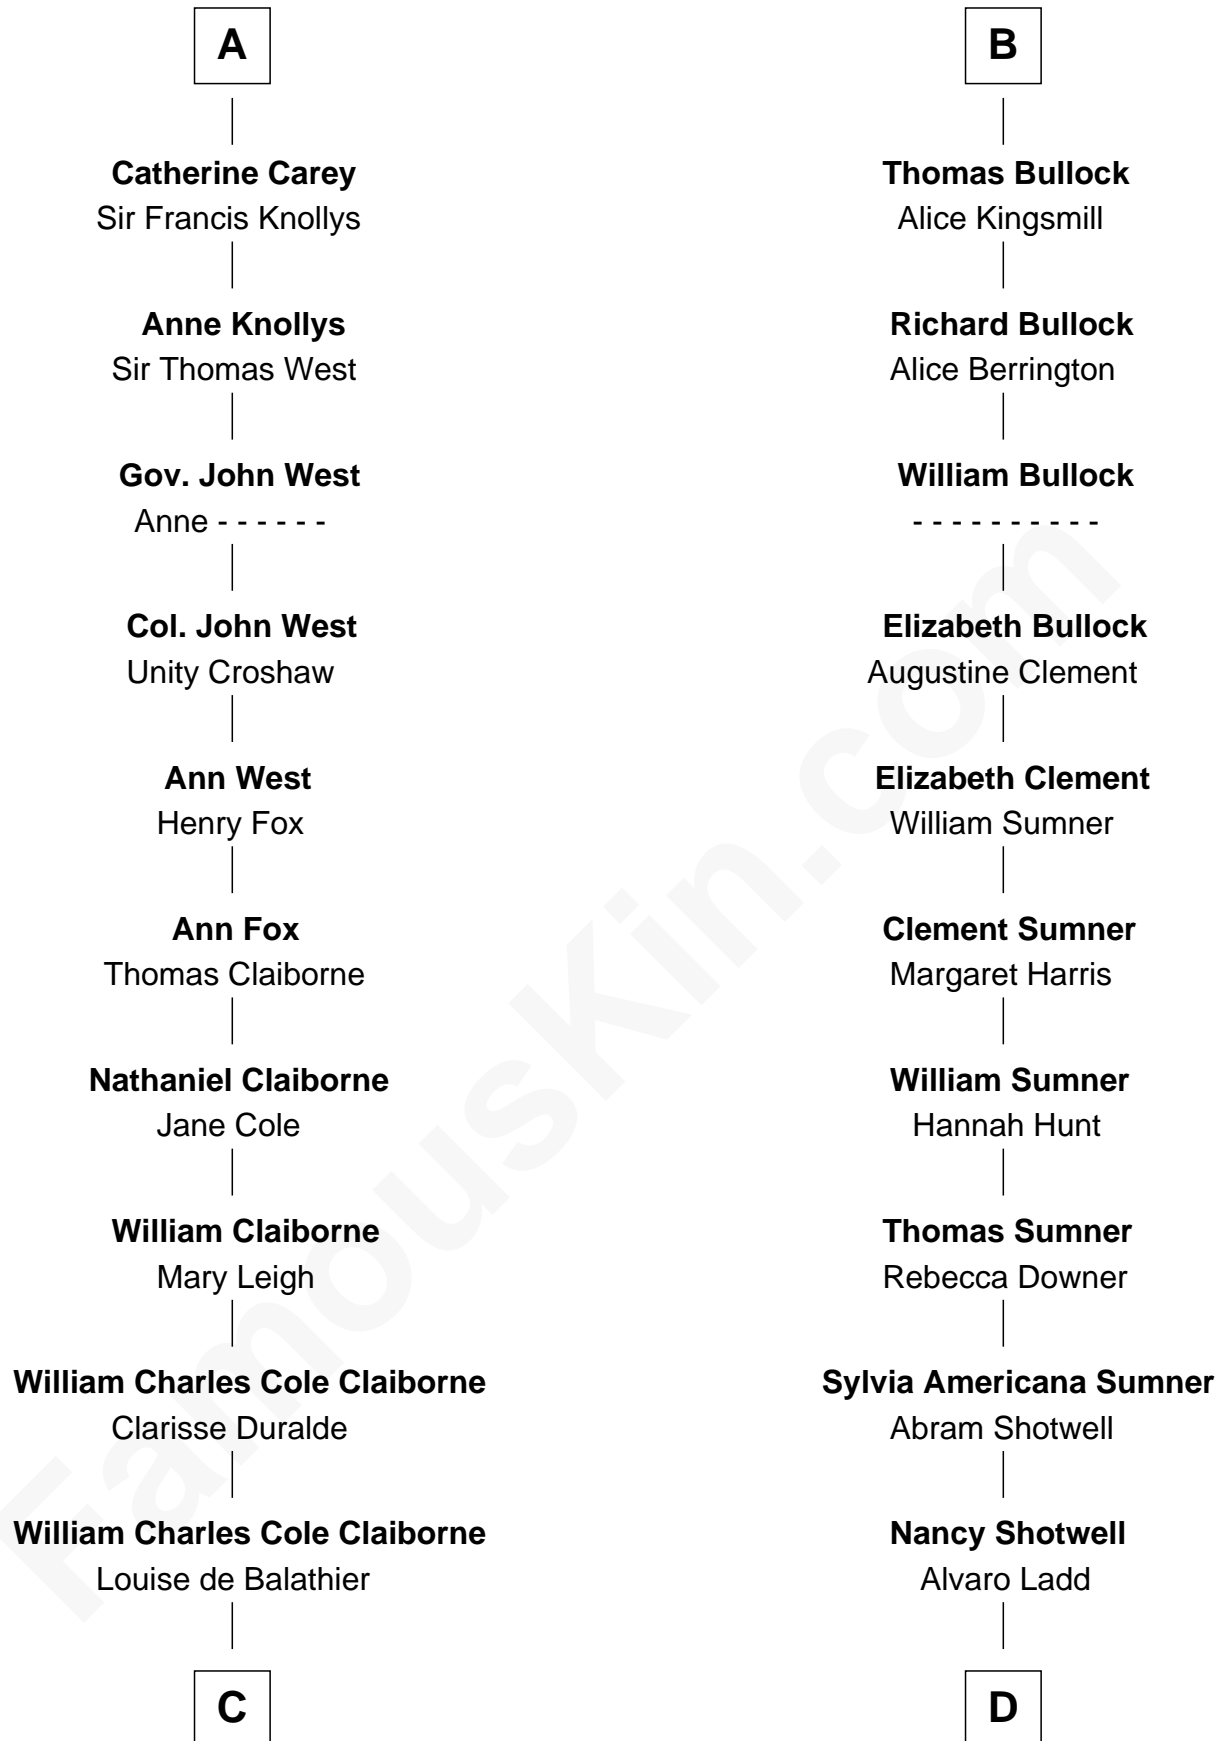 A
Catherine Carey
Sir Francis Knollys
Anne Knollys
Sir Thomas West
Gov. John West
Anne - - - - - -
Col. John West
Unity Croshaw
Ann West
Henry Fox
Ann Fox
Thomas Claiborne
Nathaniel Claiborne
Jane Cole
William Claiborne
Mary Leigh
William Charles Cole Claiborne
Clarisse Duralde
William Charles Cole Claiborne
Louise de Balathier
C
B
Thomas Bullock
Alice Kingsmill
Richard Bullock
Alice Berrington
William Bullock
- - - - - - - - - -
Elizabeth Bullock
Augustine Clement
Elizabeth Clement
William Sumner
Clement Sumner
Margaret Harris
William Sumner
Hannah Hunt
Thomas Sumner
Rebecca Downer
Sylvia Americana Sumner
Abram Shotwell
Nancy Shotwell
Alvaro Ladd
D
FamousKin.com